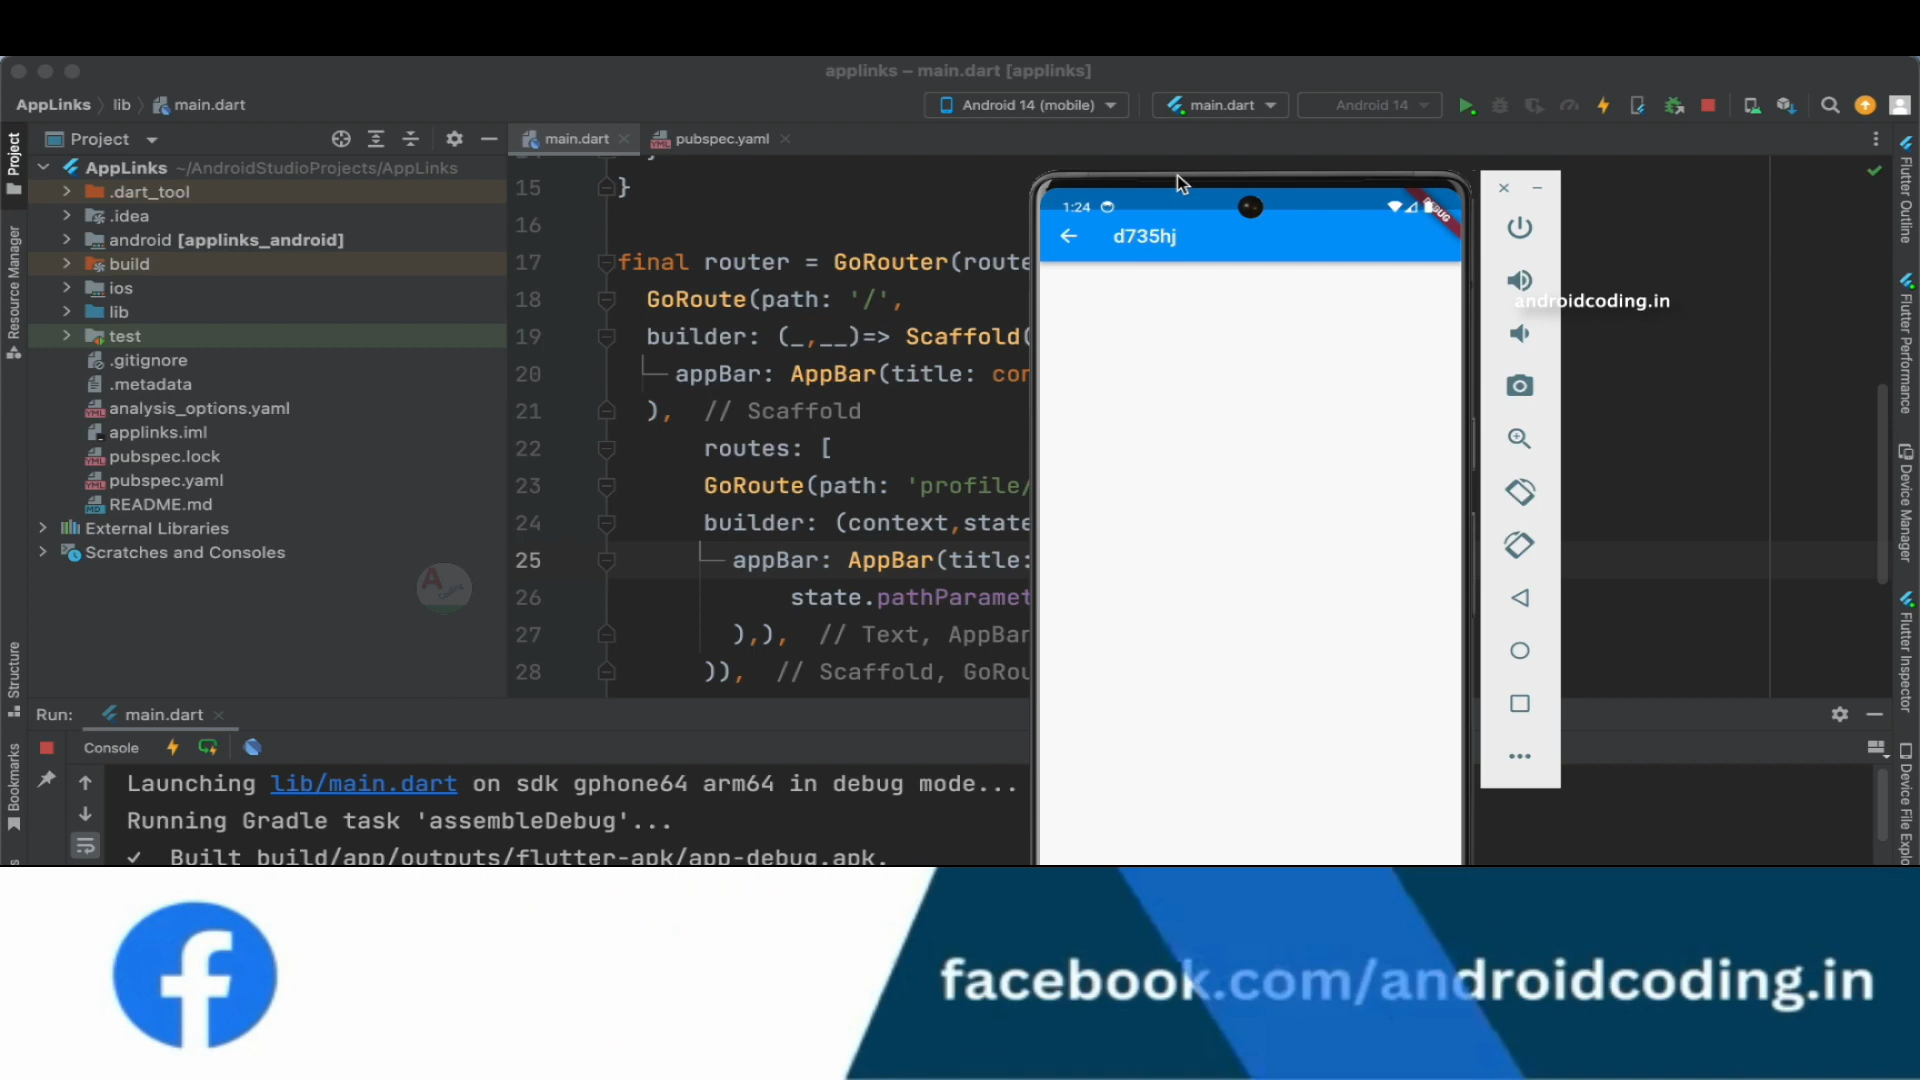 applinks – main.dart [applinks]
AppLinks
lib
main.dart
Android 14 (mobile)
main.dart
Android 14
Project
main.dart
pubspec.yaml
Project
Resource Manager
Structure
Bookmarks
AppLinks ~/AndroidStudioProjects/AppLinks
.dart_tool
.idea
android [applinks_android]
build
ios
lib
test
.gitignore
.metadata
analysis_options.yaml
applinks.iml
pubspec.lock
pubspec.yaml
README.md
External Libraries
Scratches and Consoles
A
Coding
15 }
16
17 final router = GoRouter(route
18 GoRoute(path: '/',
19 builder: (_,__)=> Scaffold(
20 appBar: AppBar(title: con
21 ), // Scaffold
22 routes: [
23 GoRoute(path: 'profile/
24 builder: (context,state
25 appBar: AppBar(title:
26 state.pathParamet
27 ),), // Text, AppBar
28 )), // Scaffold, GoRou
1:24
DEBUG
d735hj
androidcoding.in
Flutter Outline
Flutter Performance
Device Manager
Flutter Inspector
Device File Explo
Run:
main.dart
Console
Launching lib/main.dart on sdk gphone64 arm64 in debug mode...
Running Gradle task 'assembleDebug'...
✓ Built build/app/outputs/flutter-apk/app-debug.apk.
facebook.com/androidcoding.in